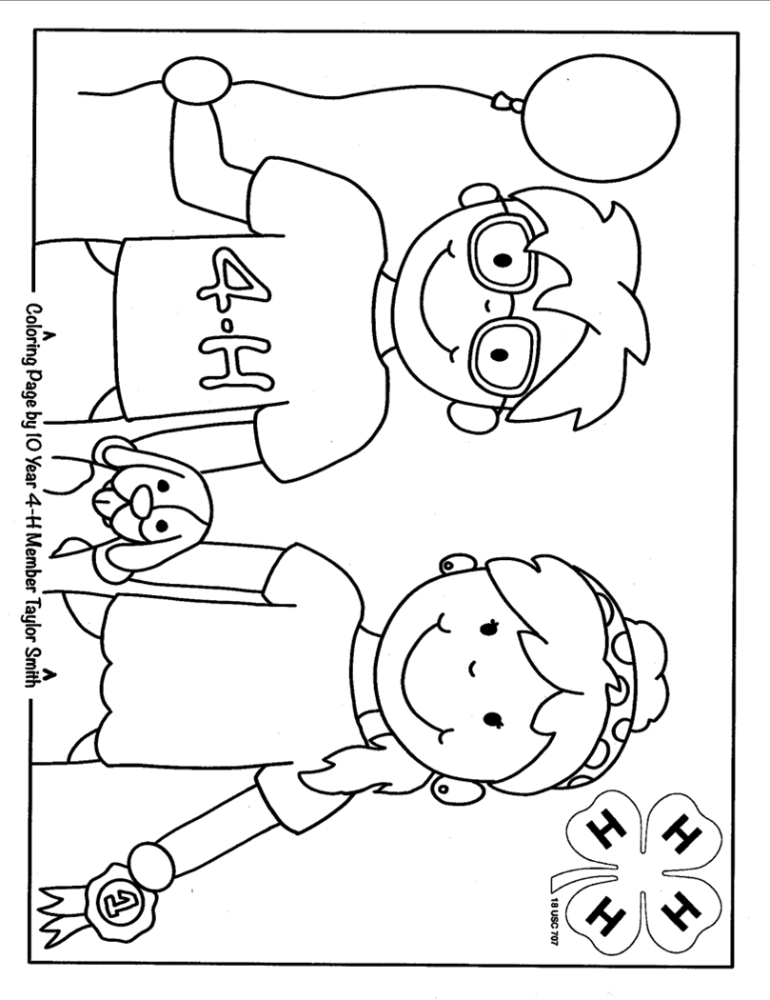 H H
H H
18 USC 707
4-H
1
Coloring Page by 10 Year 4-H Member Taylor Smith